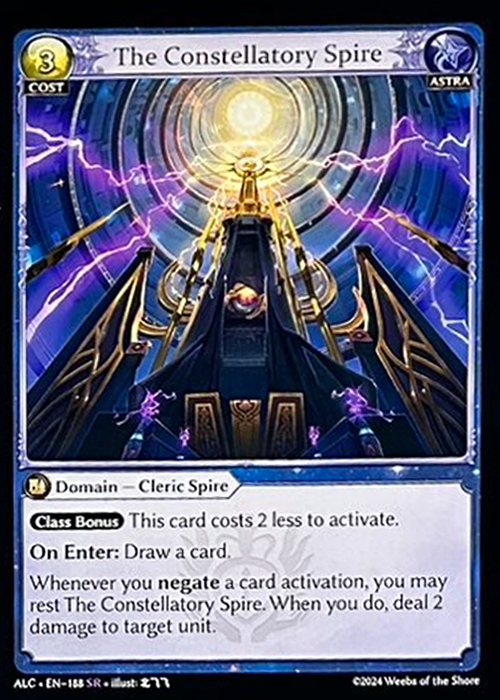 3
The Constellatory Spire
COST
ASTRA
Domain — Cleric Spire
Class Bonus This card costs 2 less to activate.
On Enter: Draw a card.
Whenever you negate a card activation, you may
rest The Constellatory Spire. When you do, deal 2
damage to target unit.
ALC • EN-188 SR • illust:
©2024 Weebs of the Shore